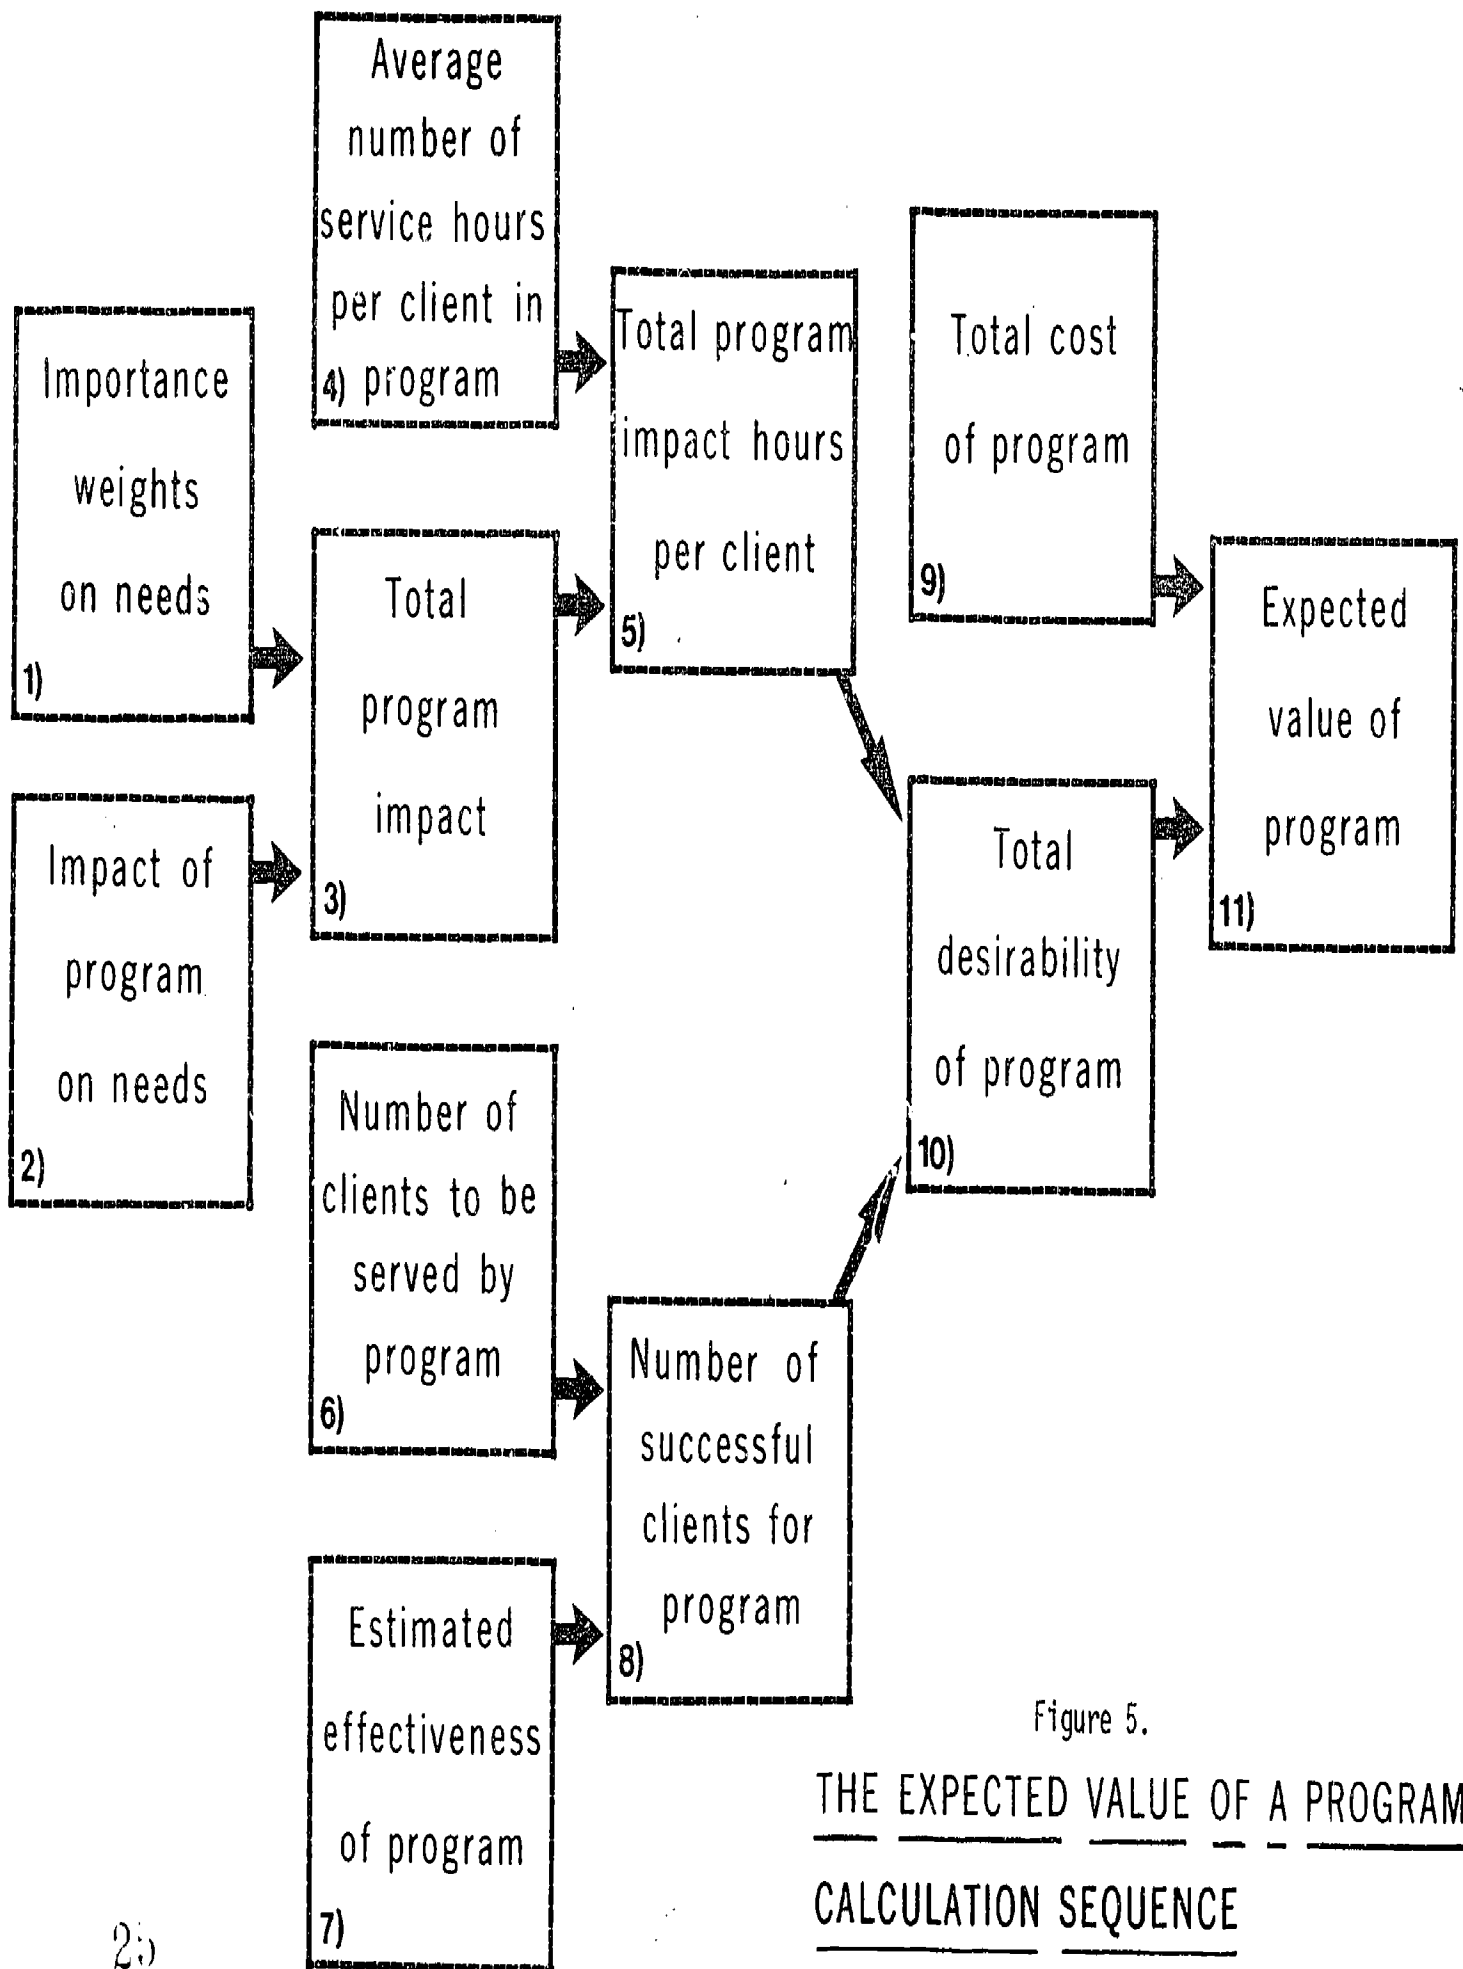 Importance
weights
on needs
1)
Impact of
program
on needs
2)
Total
program
impact
3)
Average
number of
service hours
per client in
4) program
Total program
impact hours
per client
5)
Number of
clients to be
served by
program
6)
Estimated
effectiveness
of program
7)
Number of
successful
clients for
program
8)
Total cost
of program
9)
Total
desirability
of program
10)
Expected
value of
program
11)
Figure 5.
THE EXPECTED VALUE OF A PROGRAM
CALCULATION SEQUENCE